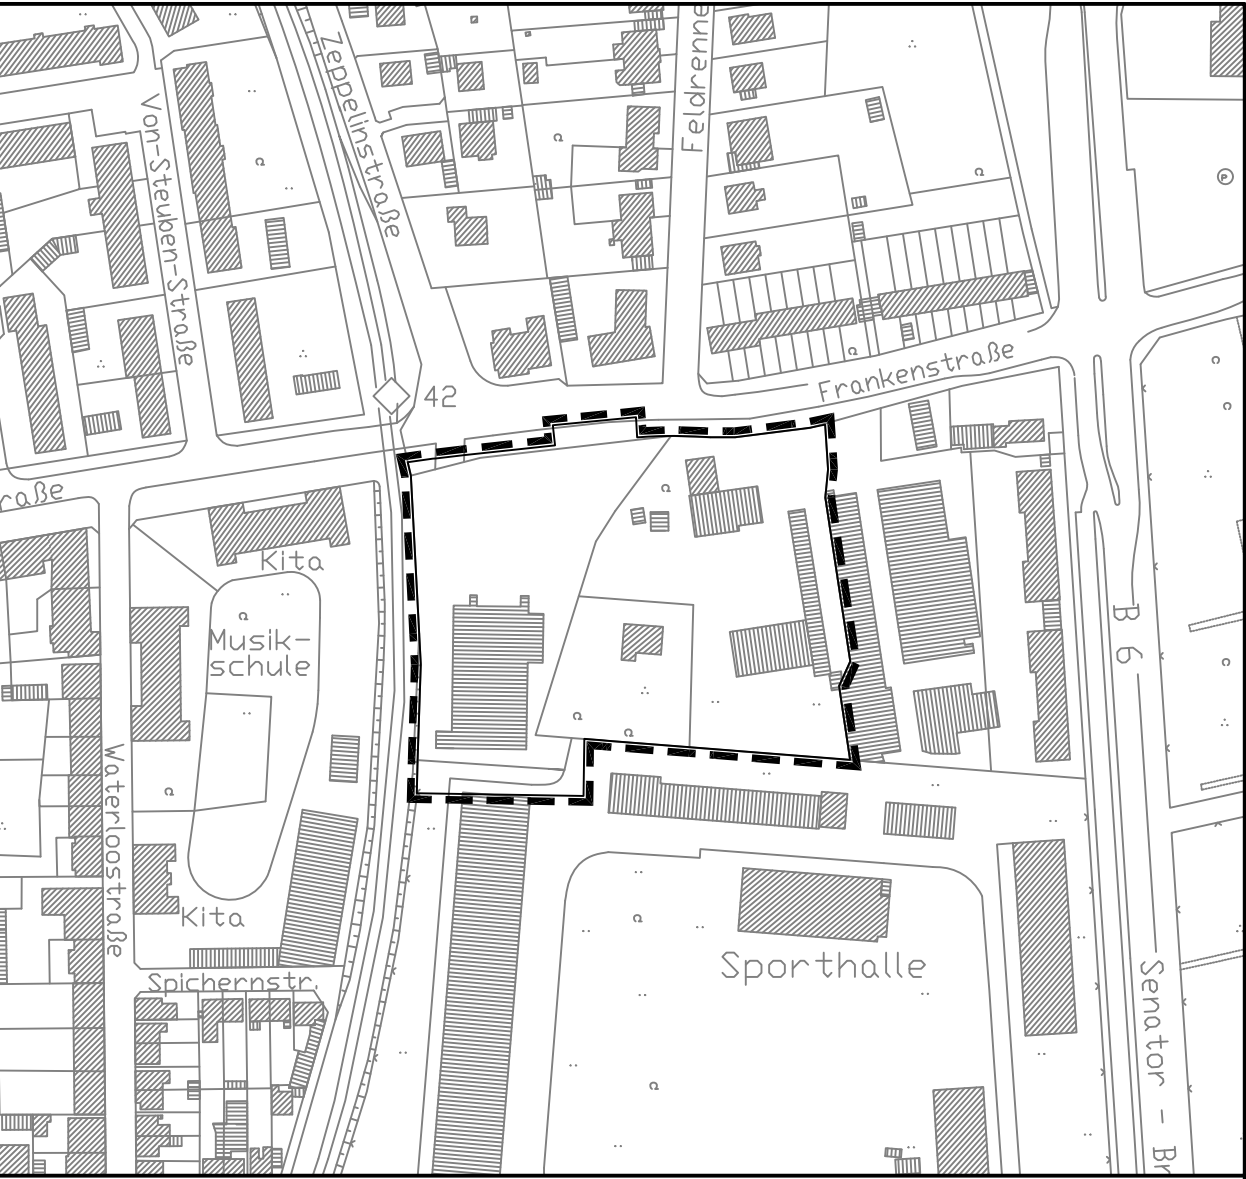 Zeppelinstraße
Feldrenne
Von-Steuben-Straße
Frankenstraße
42
raße
Kita
Musik-
schule
B 6
Waterloostraße
Kita
Sporthalle
Spichernstr.
Senator - Br